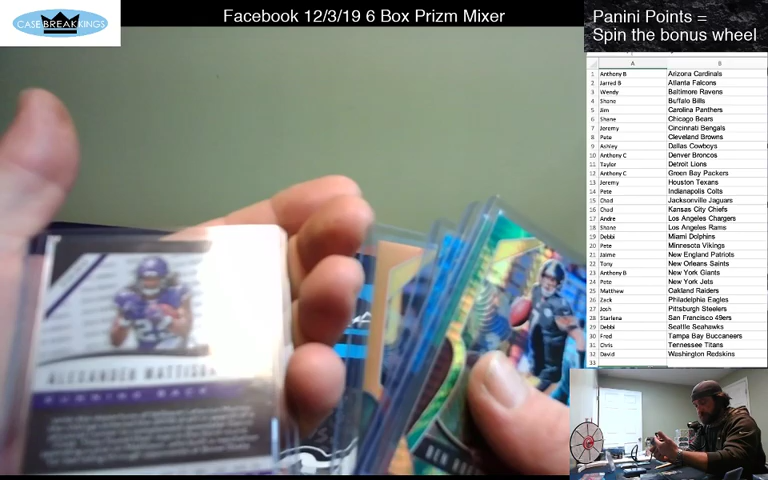 CASE BREAK KINGS
Facebook 12/3/19 6 Box Prizm Mixer
Panini Points =
Spin the bonus wheel
A B
1 Anthony B Arizona Cardinals
2 Jarred B Atlanta Falcons
3 Wendy Baltimore Ravens
4 Shane Buffalo Bills
5 Jim Carolina Panthers
6 Shane Chicago Bears
7 Jeremy Cincinnati Bengals
8 Pete Cleveland Browns
9 Ashley Dallas Cowboys
10 Anthony C Denver Broncos
11 Taylor Detroit Lions
12 Anthony C Green Bay Packers
13 Jeremy Houston Texans
14 Pete Indianapolis Colts
15 Chad Jacksonville Jaguars
16 Chad Kansas City Chiefs
17 Andre Los Angeles Chargers
18 Shane Los Angeles Rams
19 Debbi Miami Dolphins
20 Pete Minnesota Vikings
21 Jaime New England Patriots
22 Tony New Orleans Saints
23 Anthony B New York Giants
24 Pete New York Jets
25 Matthew Oakland Raiders
26 Zack Philadelphia Eagles
27 Josh Pittsburgh Steelers
28 Starlena San Francisco 49ers
29 Debbi Seattle Seahawks
30 Fred Tampa Bay Buccaneers
31 Chris Tennessee Titans
32 David Washington Redskins
33
ALEXANDER MATTISON
RUNNING BACK
BEN